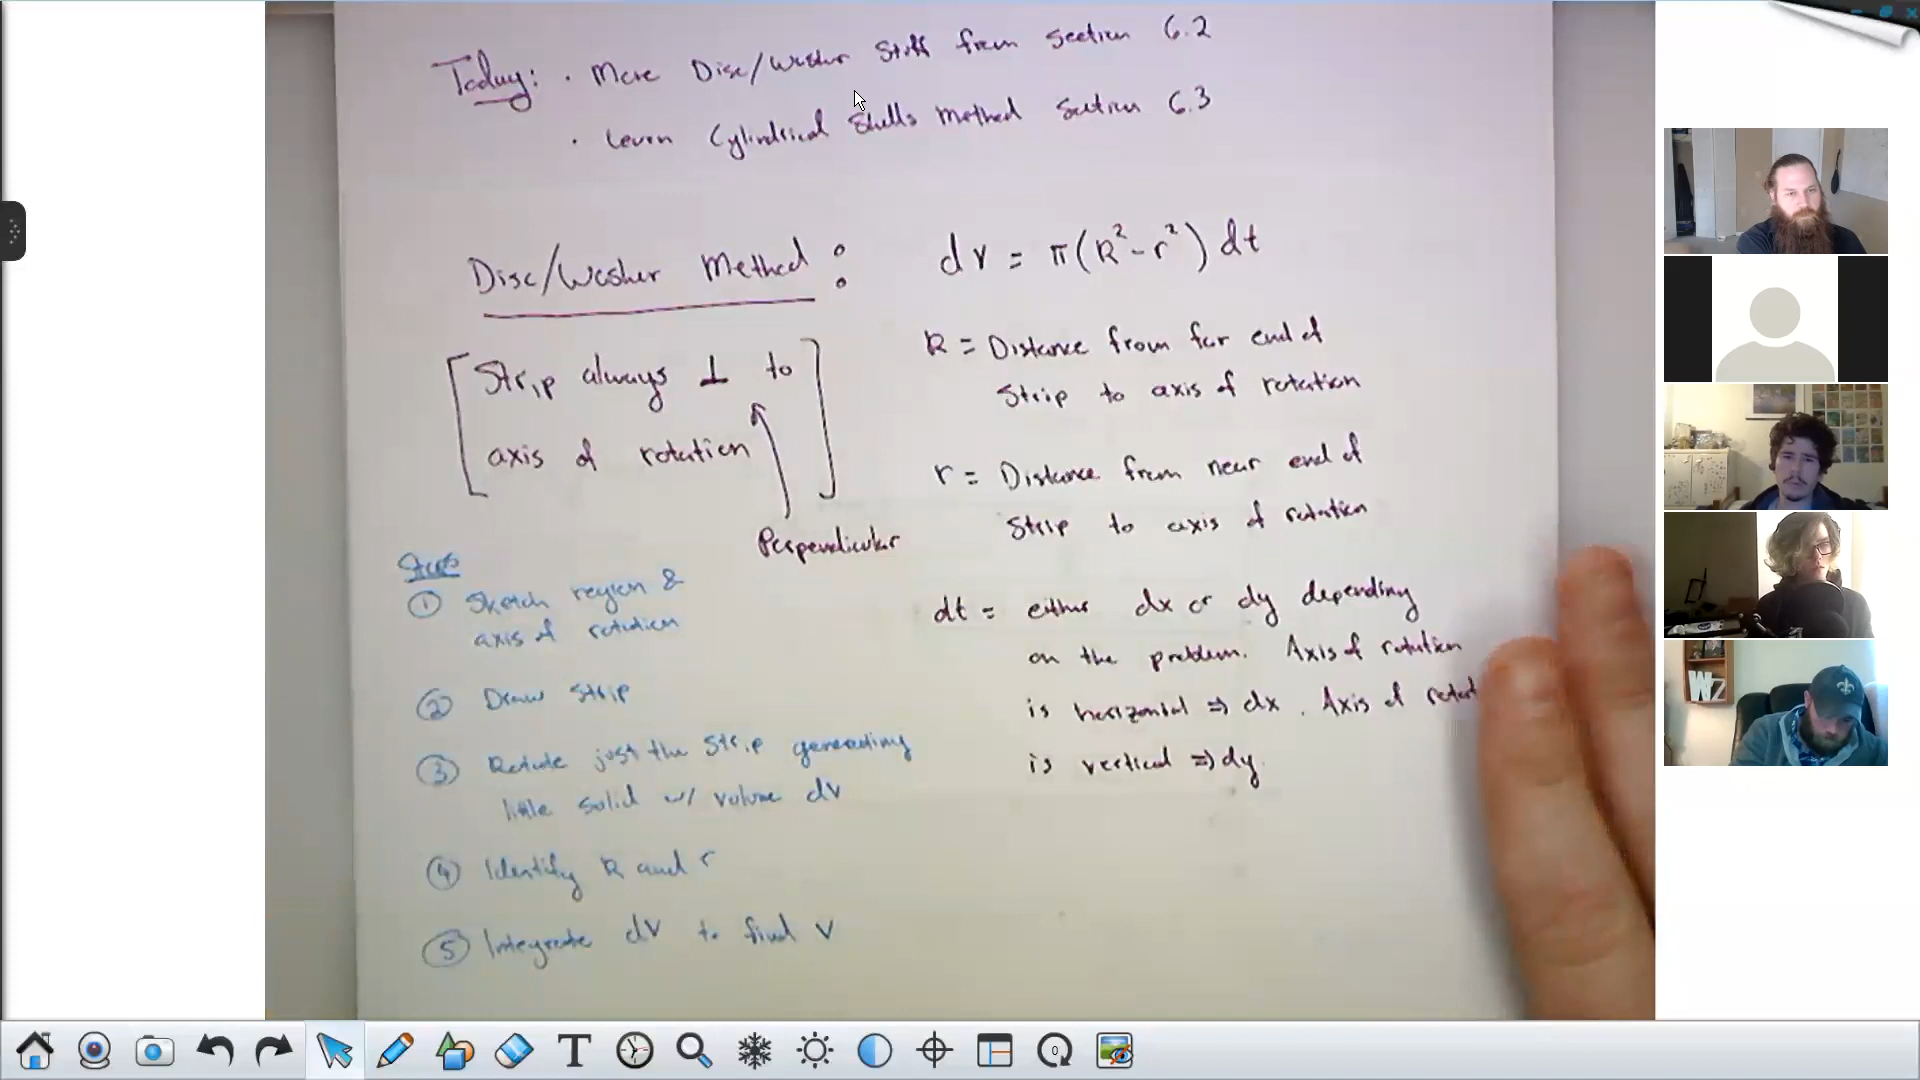 Today: · More Disc/Washer Stuff from Section 6.2
· Learn Cylindrical Shells Method Section 6.3
Disc/Washer Method :
dV = π(R² - r²) dt
[Strip always ⊥ to
axis of rotation]
Perpendicular
R = Distance from far end of
Strip to axis of rotation
r = Distance from near end of
Strip to axis of rotation
dt = either dx or dy depending
on the problem. Axis of rotation
is horizontal ⇒ dx . Axis of rotat
is vertical ⇒ dy.
Steps
① Sketch region &
axis of rotation
② Draw Strip
③ Rotate just the strip generating
little solid w/ volume dV
④ Identify R and r
⑤ Integrate dV to find V
W
T
0